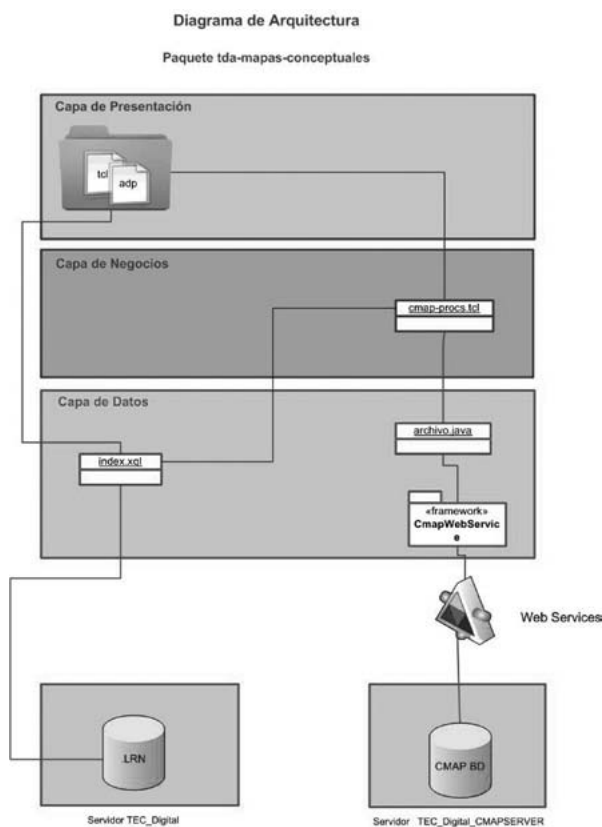 Diagrama de Arquitectura
Paquete tda-mapas-conceptuales
Capa de Presentación
tcl
adp
Capa de Negocios
cmap-procs.tcl
Capa de Datos
archivo.java
index.xql
«framework»
CmapWebServic
e
Web Services
.LRN
CMAP BD
Servidor TEC_Digital
Servidor TEC_Digital_CMAPSERVER